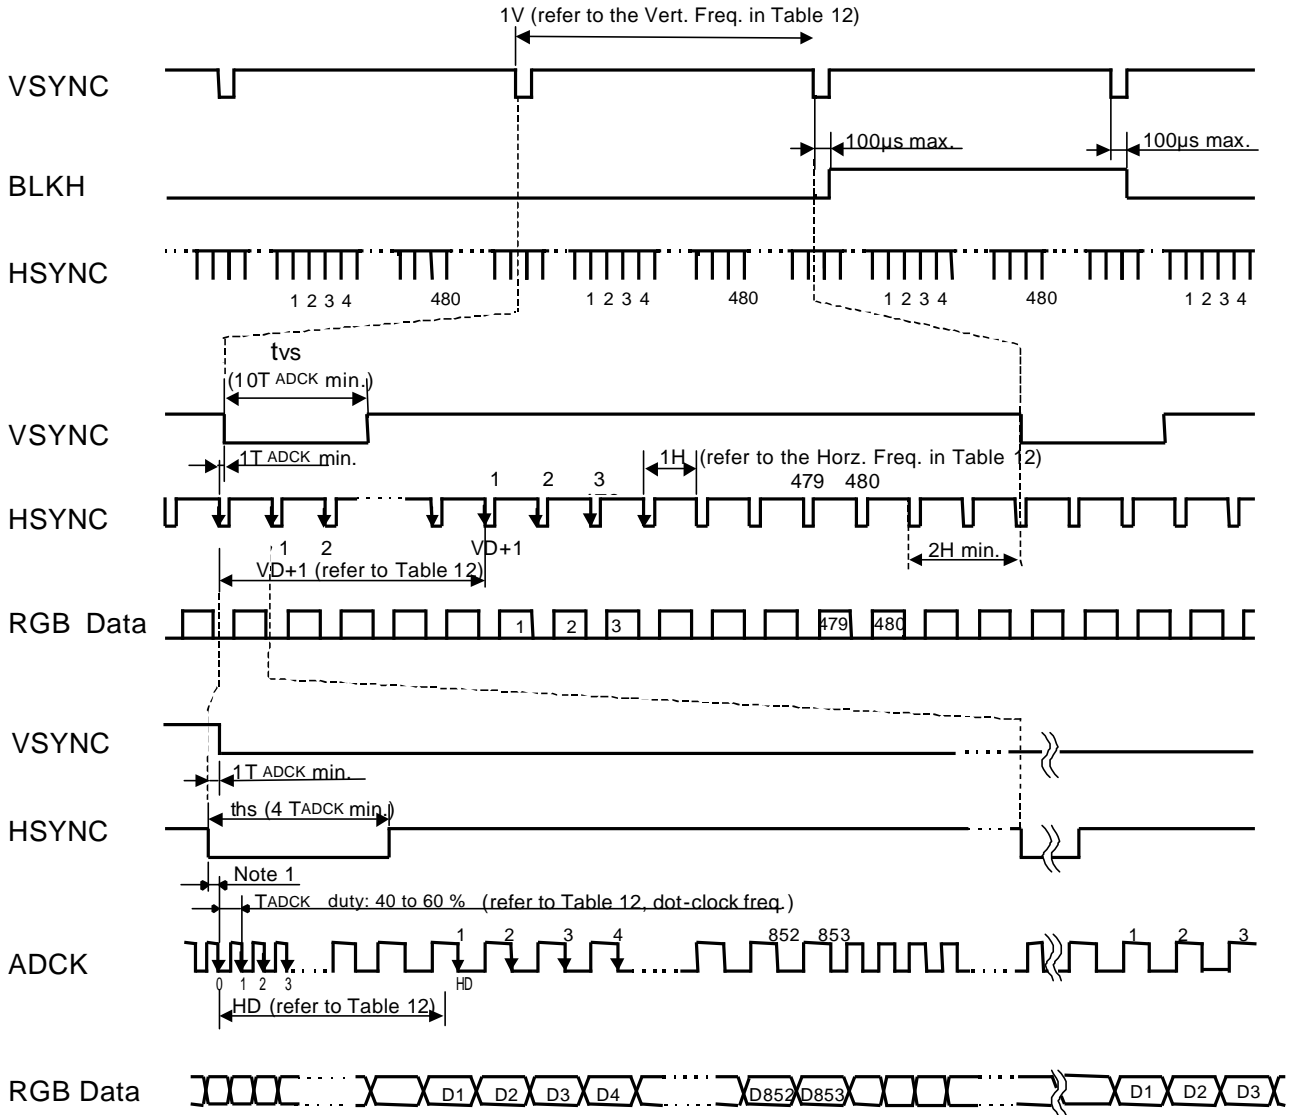 1V (refer to the Vert. Freq. in Table 12)
VSYNC
100µs max. 100µs max.
BLKH
HSYNC
1 2 3 4 480 1 2 3 4 480 1 2 3 4 480 1 2 3 4
tvs
(10T ADCK min.)
VSYNC
1T ADCK min. 1H (refer to the Horz. Freq. in Table 12)
1 2 3 479 480
HSYNC
1 2 VD+1 2H min.
VD+1 (refer to Table 12)
RGB Data 1 2 3 479 480
VSYNC
1T ADCK min.
ths (4 TADCK min.)
HSYNC
Note 1
TADCK duty: 40 to 60 % (refer to Table 12, dot-clock freq.)
1 2 3 4 852 853 1 2 3
ADCK
0 1 2 3 HD
HD (refer to Table 12)
RGB Data D1 D2 D3 D4 D852 D853 D1 D2 D3